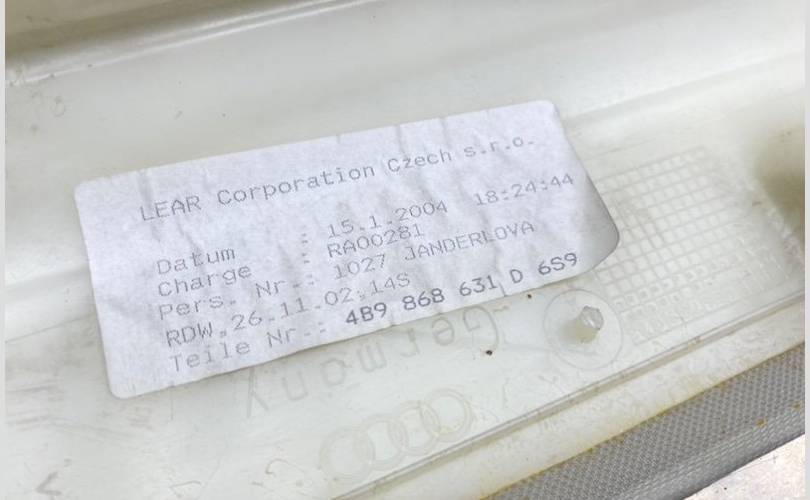 LEAR Corporation Czech s.r.o.
Datum : 15.1.2004 18:24:44
Charge : RA00281
Pers. Nr.: 1027 JANDERLOVA
RDW.26.11.02.14S
Teile Nr.: 4B9 868 631 D 6S9
Germany